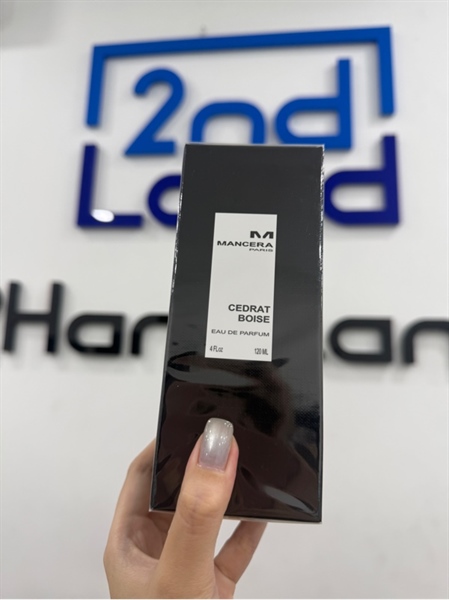 2nd
Land
M
MANCERA
PARIS
CEDRAT
BOISE
EAU DE PARFUM
4 Fl.oz 120 ML